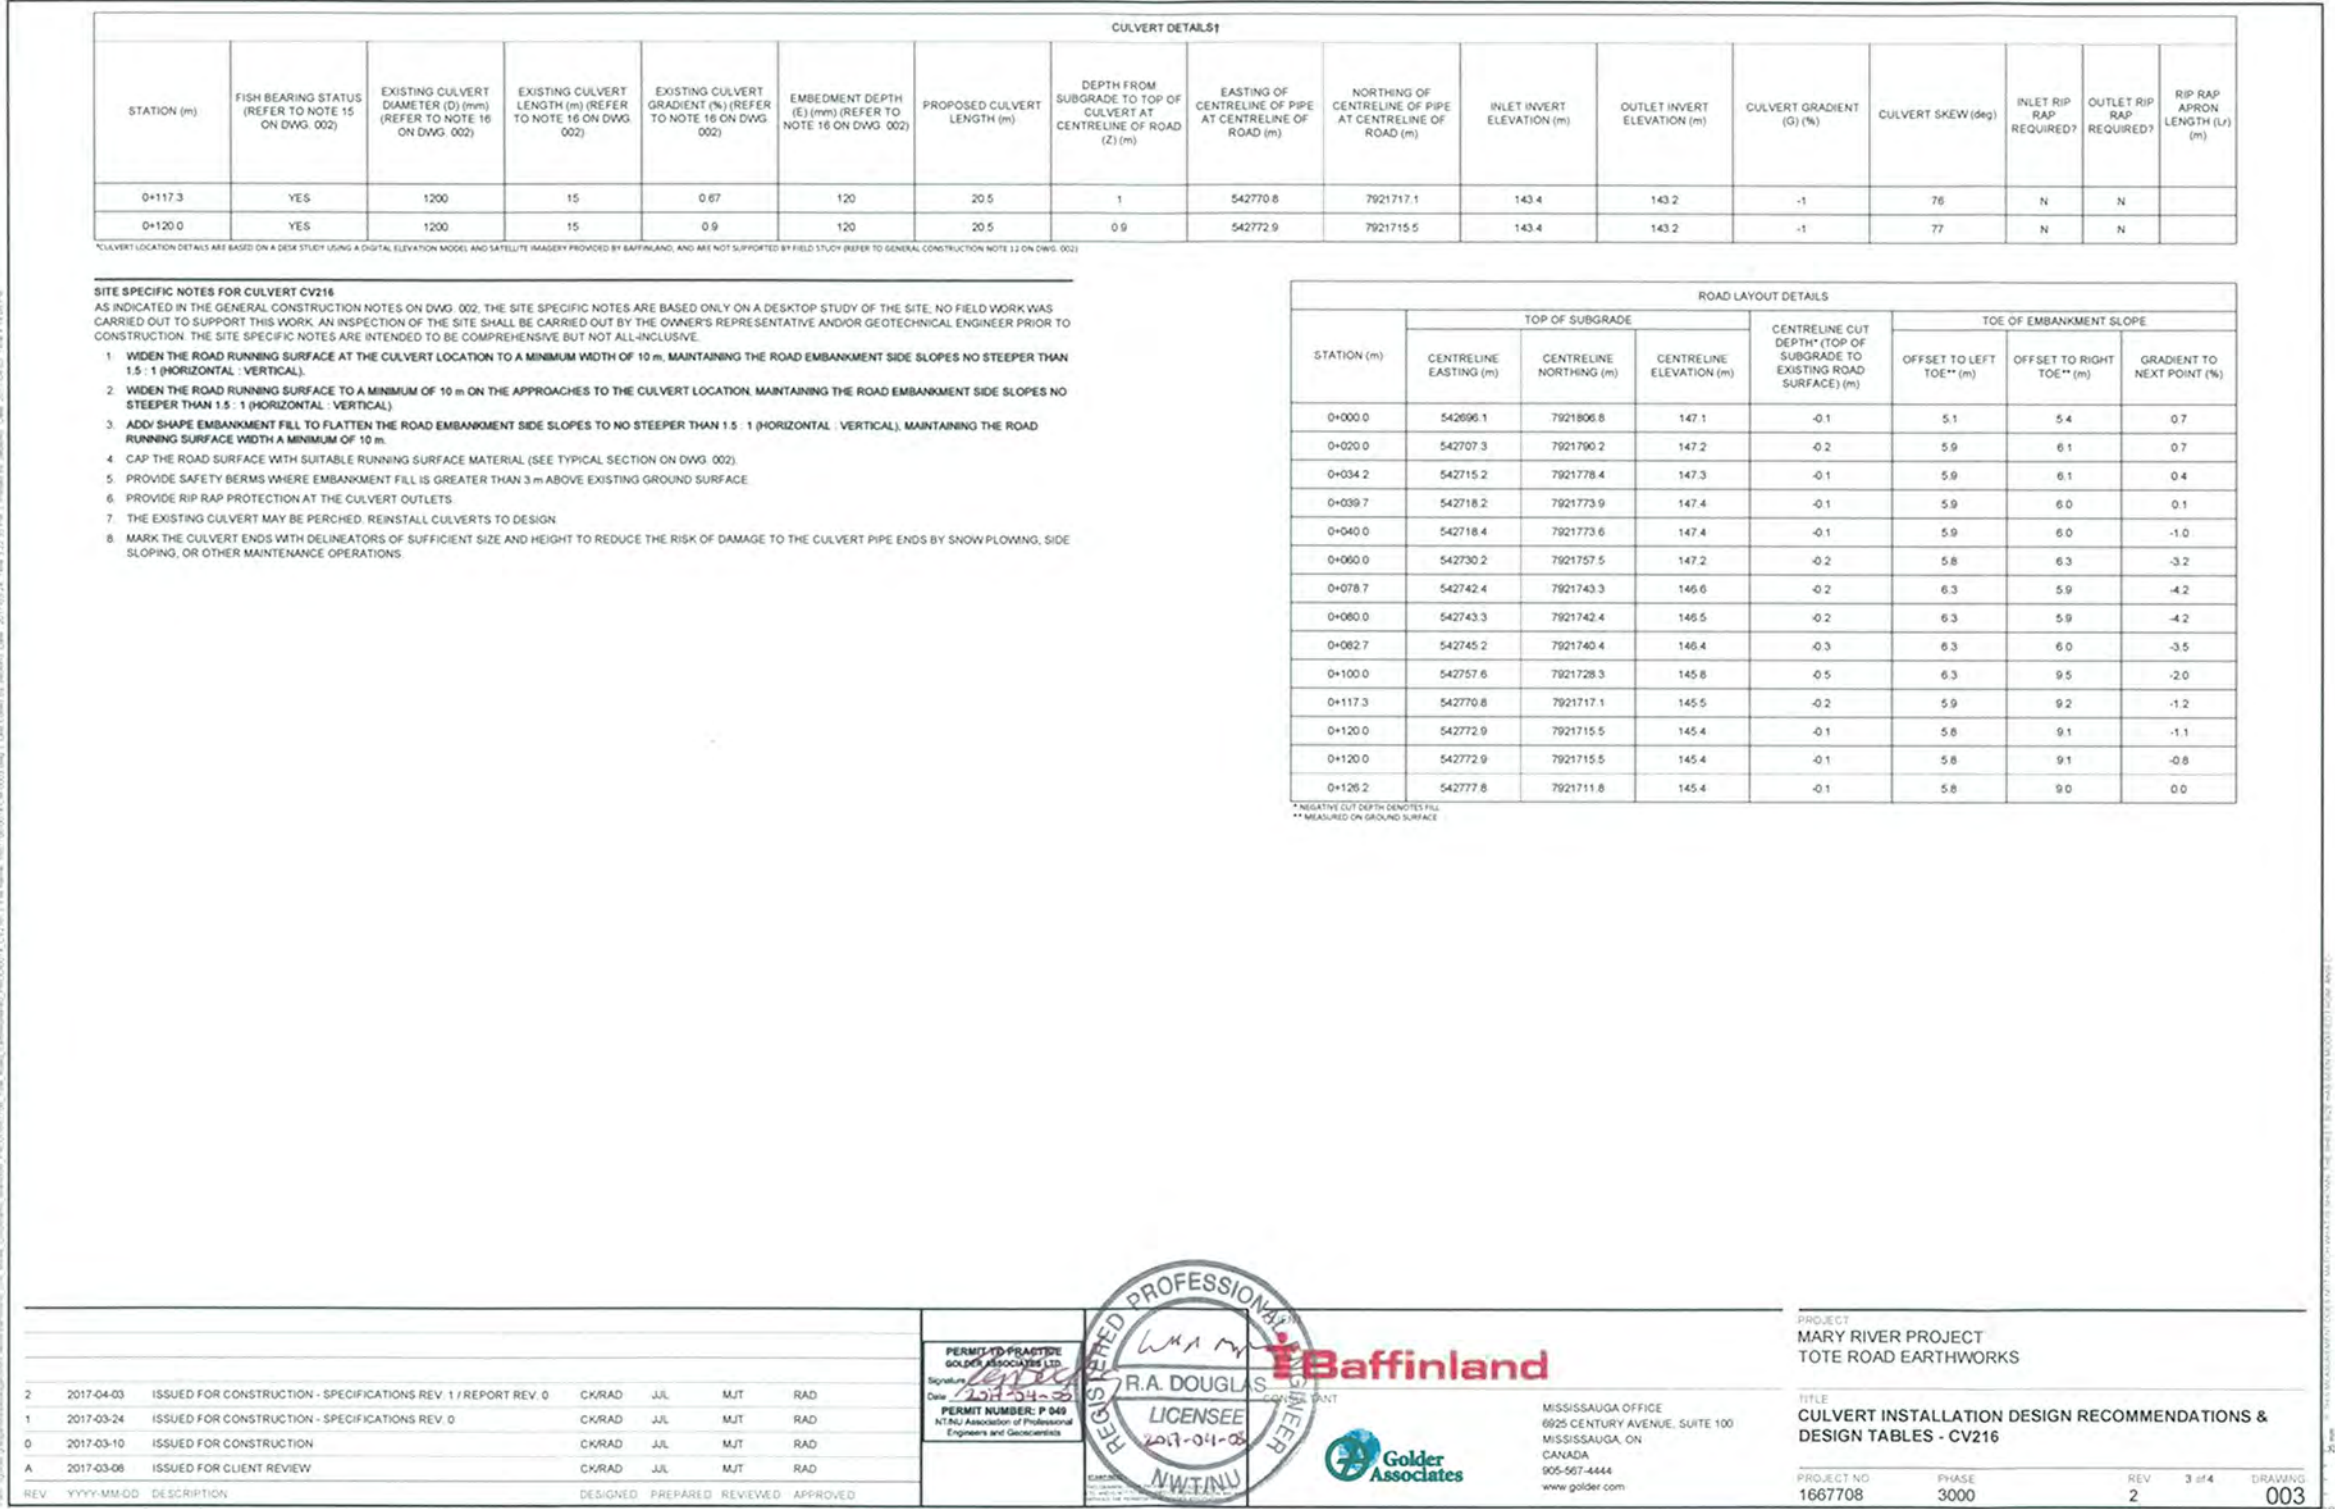 CULVERT DETAILS†
STATION (m)
FISH BEARING STATUS (REFER TO NOTE 15 ON DWG. 002)
EXISTING CULVERT DIAMETER (D) (mm) (REFER TO NOTE 16 ON DWG. 002)
EXISTING CULVERT LENGTH (m) (REFER TO NOTE 16 ON DWG. 002)
EXISTING CULVERT GRADIENT (%) (REFER TO NOTE 16 ON DWG. 002)
EMBEDMENT DEPTH (E) (mm) (REFER TO NOTE 16 ON DWG. 002)
PROPOSED CULVERT LENGTH (m)
DEPTH FROM SUBGRADE TO TOP OF CULVERT AT CENTRELINE OF ROAD (Z) (m)
EASTING OF CENTRELINE OF PIPE AT CENTRELINE OF ROAD (m)
NORTHING OF CENTRELINE OF PIPE AT CENTRELINE OF ROAD (m)
INLET INVERT ELEVATION (m)
OUTLET INVERT ELEVATION (m)
CULVERT GRADIENT (G) (%)
CULVERT SKEW (deg)
INLET RIP RAP REQUIRED?
OUTLET RIP RAP REQUIRED?
RIP RAP APRON LENGTH (Lr) (m)
0+117.3 YES 1200 15 0.67 120 20.5 1 542770.8 7921717.1 143.4 143.2 -1 76 N N
0+120.0 YES 1200 15 0.9 120 20.5 0.9 542772.9 7921715.5 143.4 143.2 -1 77 N N
*CULVERT LOCATION DETAILS ARE BASED ON A DESK STUDY USING A DIGITAL ELEVATION MODEL AND SATELLITE IMAGERY PROVIDED BY BAFFINLAND, AND ARE NOT SUPPORTED BY FIELD STUDY (REFER TO GENERAL CONSTRUCTION NOTE 12 ON DWG. 002)
SITE SPECIFIC NOTES FOR CULVERT CV216
AS INDICATED IN THE GENERAL CONSTRUCTION NOTES ON DWG. 002, THE SITE SPECIFIC NOTES ARE BASED ONLY ON A DESKTOP STUDY OF THE SITE; NO FIELD WORK WAS
CARRIED OUT TO SUPPORT THIS WORK. AN INSPECTION OF THE SITE SHALL BE CARRIED OUT BY THE OWNER'S REPRESENTATIVE AND/OR GEOTECHNICAL ENGINEER PRIOR TO
CONSTRUCTION. THE SITE SPECIFIC NOTES ARE INTENDED TO BE COMPREHENSIVE BUT NOT ALL-INCLUSIVE.
1. WIDEN THE ROAD RUNNING SURFACE AT THE CULVERT LOCATION TO A MINIMUM WIDTH OF 10 m, MAINTAINING THE ROAD EMBANKMENT SIDE SLOPES NO STEEPER THAN
1.5 : 1 (HORIZONTAL : VERTICAL).
2. WIDEN THE ROAD RUNNING SURFACE TO A MINIMUM OF 10 m ON THE APPROACHES TO THE CULVERT LOCATION, MAINTAINING THE ROAD EMBANKMENT SIDE SLOPES NO
STEEPER THAN 1.5 : 1 (HORIZONTAL : VERTICAL)
3. ADD/ SHAPE EMBANKMENT FILL TO FLATTEN THE ROAD EMBANKMENT SIDE SLOPES TO NO STEEPER THAN 1.5 : 1 (HORIZONTAL : VERTICAL), MAINTAINING THE ROAD
RUNNING SURFACE WIDTH A MINIMUM OF 10 m.
4. CAP THE ROAD SURFACE WITH SUITABLE RUNNING SURFACE MATERIAL (SEE TYPICAL SECTION ON DWG. 002).
5. PROVIDE SAFETY BERMS WHERE EMBANKMENT FILL IS GREATER THAN 3 m ABOVE EXISTING GROUND SURFACE
6. PROVIDE RIP RAP PROTECTION AT THE CULVERT OUTLETS.
7. THE EXISTING CULVERT MAY BE PERCHED. REINSTALL CULVERTS TO DESIGN.
8. MARK THE CULVERT ENDS WITH DELINEATORS OF SUFFICIENT SIZE AND HEIGHT TO REDUCE THE RISK OF DAMAGE TO THE CULVERT PIPE ENDS BY SNOW PLOWING, SIDE
SLOPING, OR OTHER MAINTENANCE OPERATIONS.
ROAD LAYOUT DETAILS
STATION (m)
TOP OF SUBGRADE
CENTRELINE EASTING (m)
CENTRELINE NORTHING (m)
CENTRELINE ELEVATION (m)
CENTRELINE CUT DEPTH* (TOP OF SUBGRADE TO EXISTING ROAD SURFACE) (m)
TOE OF EMBANKMENT SLOPE
OFFSET TO LEFT TOE** (m)
OFFSET TO RIGHT TOE** (m)
GRADIENT TO NEXT POINT (%)
0+000.0 542696.1 7921806.8 147.1 -0.1 5.1 5.4 0.7
0+020.0 542707.3 7921790.2 147.2 -0.2 5.9 6.1 0.7
0+034.2 542715.2 7921778.4 147.3 -0.1 5.9 6.1 0.4
0+039.7 542718.2 7921773.9 147.4 -0.1 5.9 6.0 0.1
0+040.0 542718.4 7921773.6 147.4 -0.1 5.9 6.0 -1.0
0+060.0 542730.2 7921757.5 147.2 -0.2 5.8 6.3 -3.2
0+078.7 542742.4 7921743.3 146.6 -0.2 6.3 5.9 -4.2
0+080.0 542743.3 7921742.4 146.5 -0.2 6.3 5.9 -4.2
0+082.7 542745.2 7921740.4 146.4 -0.3 6.3 6.0 -3.5
0+100.0 542757.6 7921728.3 145.8 -0.5 6.3 9.5 -2.0
0+117.3 542770.8 7921717.1 145.5 -0.2 5.9 9.2 -1.2
0+120.0 542772.9 7921715.5 145.4 -0.1 5.8 9.1 -1.1
0+120.0 542772.9 7921715.5 145.4 -0.1 5.8 9.1 -0.8
0+126.2 542777.8 7921711.8 145.4 -0.1 5.8 9.0 0.0
* NEGATIVE CUT DEPTH DENOTES FILL
** MEASURED ON GROUND SURFACE
2 2017-04-03 ISSUED FOR CONSTRUCTION - SPECIFICATIONS REV. 1 / REPORT REV. 0 CK/RAD JJL MJT RAD
1 2017-03-24 ISSUED FOR CONSTRUCTION - SPECIFICATIONS REV. 0 CK/RAD JJL MJT RAD
0 2017-03-10 ISSUED FOR CONSTRUCTION CK/RAD JJL MJT RAD
A 2017-03-08 ISSUED FOR CLIENT REVIEW CK/RAD JJL MJT RAD
REV. YYYY-MM-DD DESCRIPTION DESIGNED PREPARED REVIEWED APPROVED
PERMIT TO PRACTICE
GOLDER ASSOCIATES LTD.
Signature
Date 2017-04-03
PERMIT NUMBER: P 049
NT/NU Association of Professional
Engineers and Geoscientists
REGISTERED PROFESSIONAL ENGINEER
R.A. DOUGLAS
LICENSEE
2017-04-03
NWT/NU
Baffinland
CONSULTANT
Golder
Associates
MISSISSAUGA OFFICE
6925 CENTURY AVENUE, SUITE 100
MISSISSAUGA, ON
CANADA
905-567-4444
www.golder.com
PROJECT
MARY RIVER PROJECT
TOTE ROAD EARTHWORKS
TITLE
CULVERT INSTALLATION DESIGN RECOMMENDATIONS &
DESIGN TABLES - CV216
PROJECT NO. PHASE REV. 3 of 4 DRAWING
1667708 3000 2 003